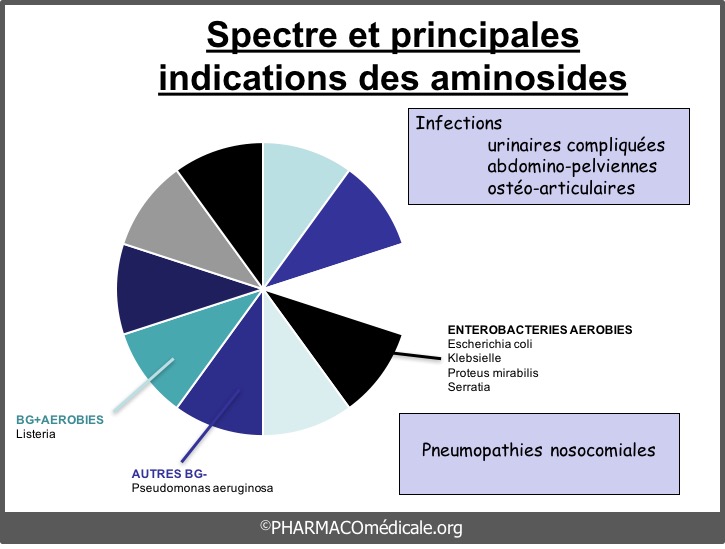 Spectre et principales
indications des aminosides
Infections
urinaires compliquées
abdomino-pelviennes
ostéo-articulaires
ENTEROBACTERIES AEROBIES
Escherichia coli
Klebsielle
Proteus mirabilis
Serratia
BG+AEROBIES
Listeria
Pneumopathies nosocomiales
AUTRES BG-
Pseudomonas aeruginosa
©PHARMACOmédicale.org